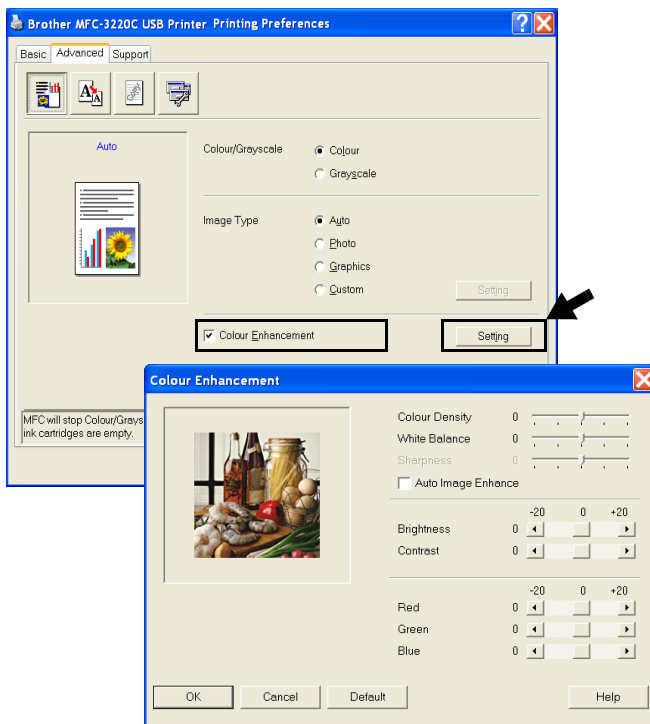 Brother MFC-3220C USB Printer Printing Preferences
Basic Advanced Support
Auto
Colour/Grayscale
Colour
Grayscale
Image Type
Auto
Photo
Graphics
Custom
Setting
Colour Enhancement
Setting
MFC will stop Colour/Grays
ink cartridges are empty.
Colour Enhancement
Colour Density 0
White Balance 0
Sharpness 0
Auto Image Enhance
-20 0 +20
Brightness 0
Contrast 0
-20 0 +20
Red 0
Green 0
Blue 0
OK Cancel Default Help